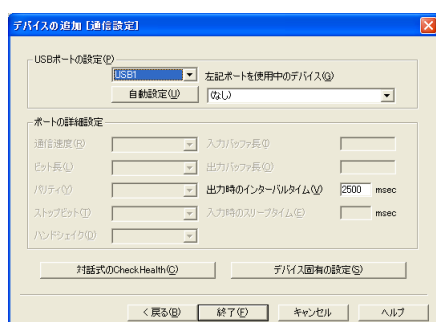 デバイスの追加 [通信設定]
USBポートの設定(P)
USB1
左記ポートを使用中のデバイス(G)
自動設定(U)
(なし)
ポートの詳細設定
通信速度(R)
入力バッファ長(I)
ビット長(L)
出力バッファ長(O)
パリティ(Y)
出力時のインターバルタイム(V)
2500
msec
ストップビット(T)
入力時のスリープタイム(E)
msec
ハンドシェイク(D)
対話式のCheckHealth(C)
デバイス固有の設定(S)
< 戻る(B)
終了(F)
キャンセル
ヘルプ